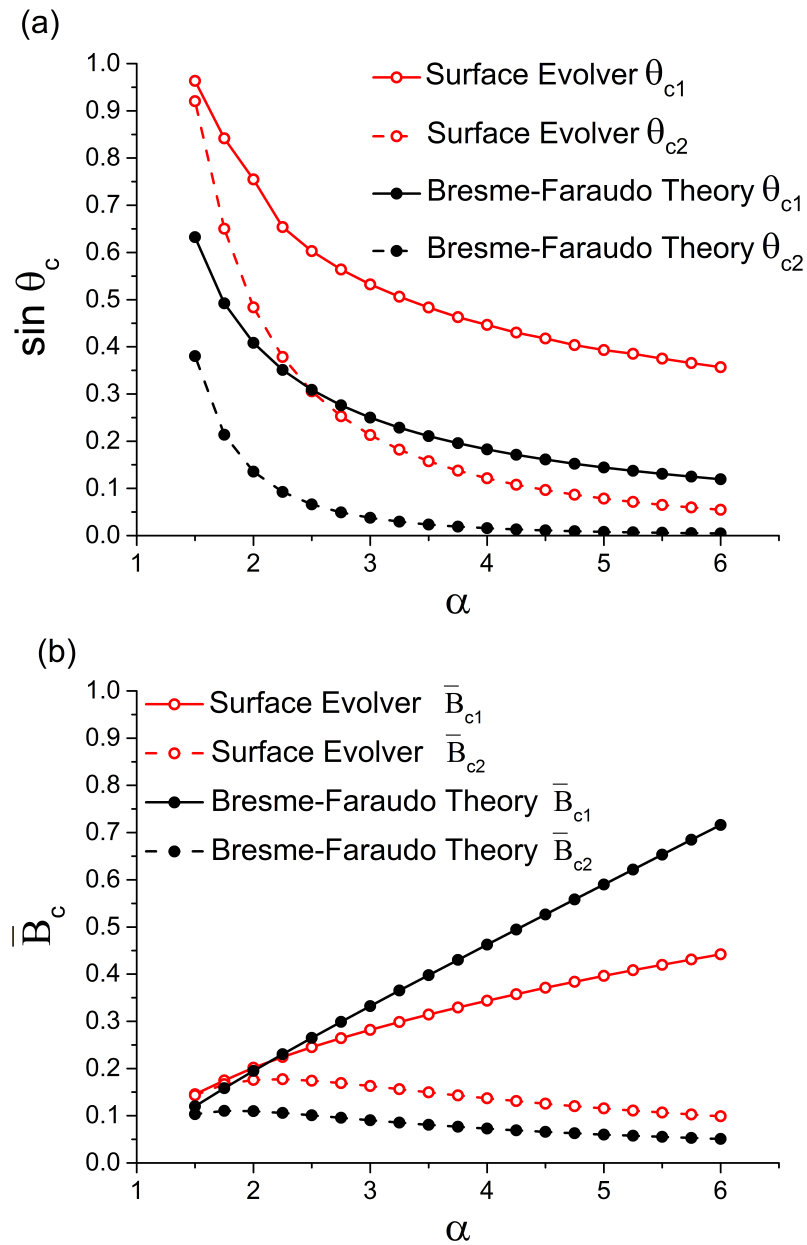 (a)
1.0
0.9
0.8
0.7
0.6
0.5
0.4
0.3
0.2
0.1
0.0
sin θc
Surface Evolver θc1
Surface Evolver θc2
Bresme-Faraudo Theory θc1
Bresme-Faraudo Theory θc2
1 2 3 4 5 6
α
(b)
1.0
0.9
0.8
0.7
0.6
0.5
0.4
0.3
0.2
0.1
0.0
B̅c
Surface Evolver B̅c1
Surface Evolver B̅c2
Bresme-Faraudo Theory B̅c1
Bresme-Faraudo Theory B̅c2
1 2 3 4 5 6
α